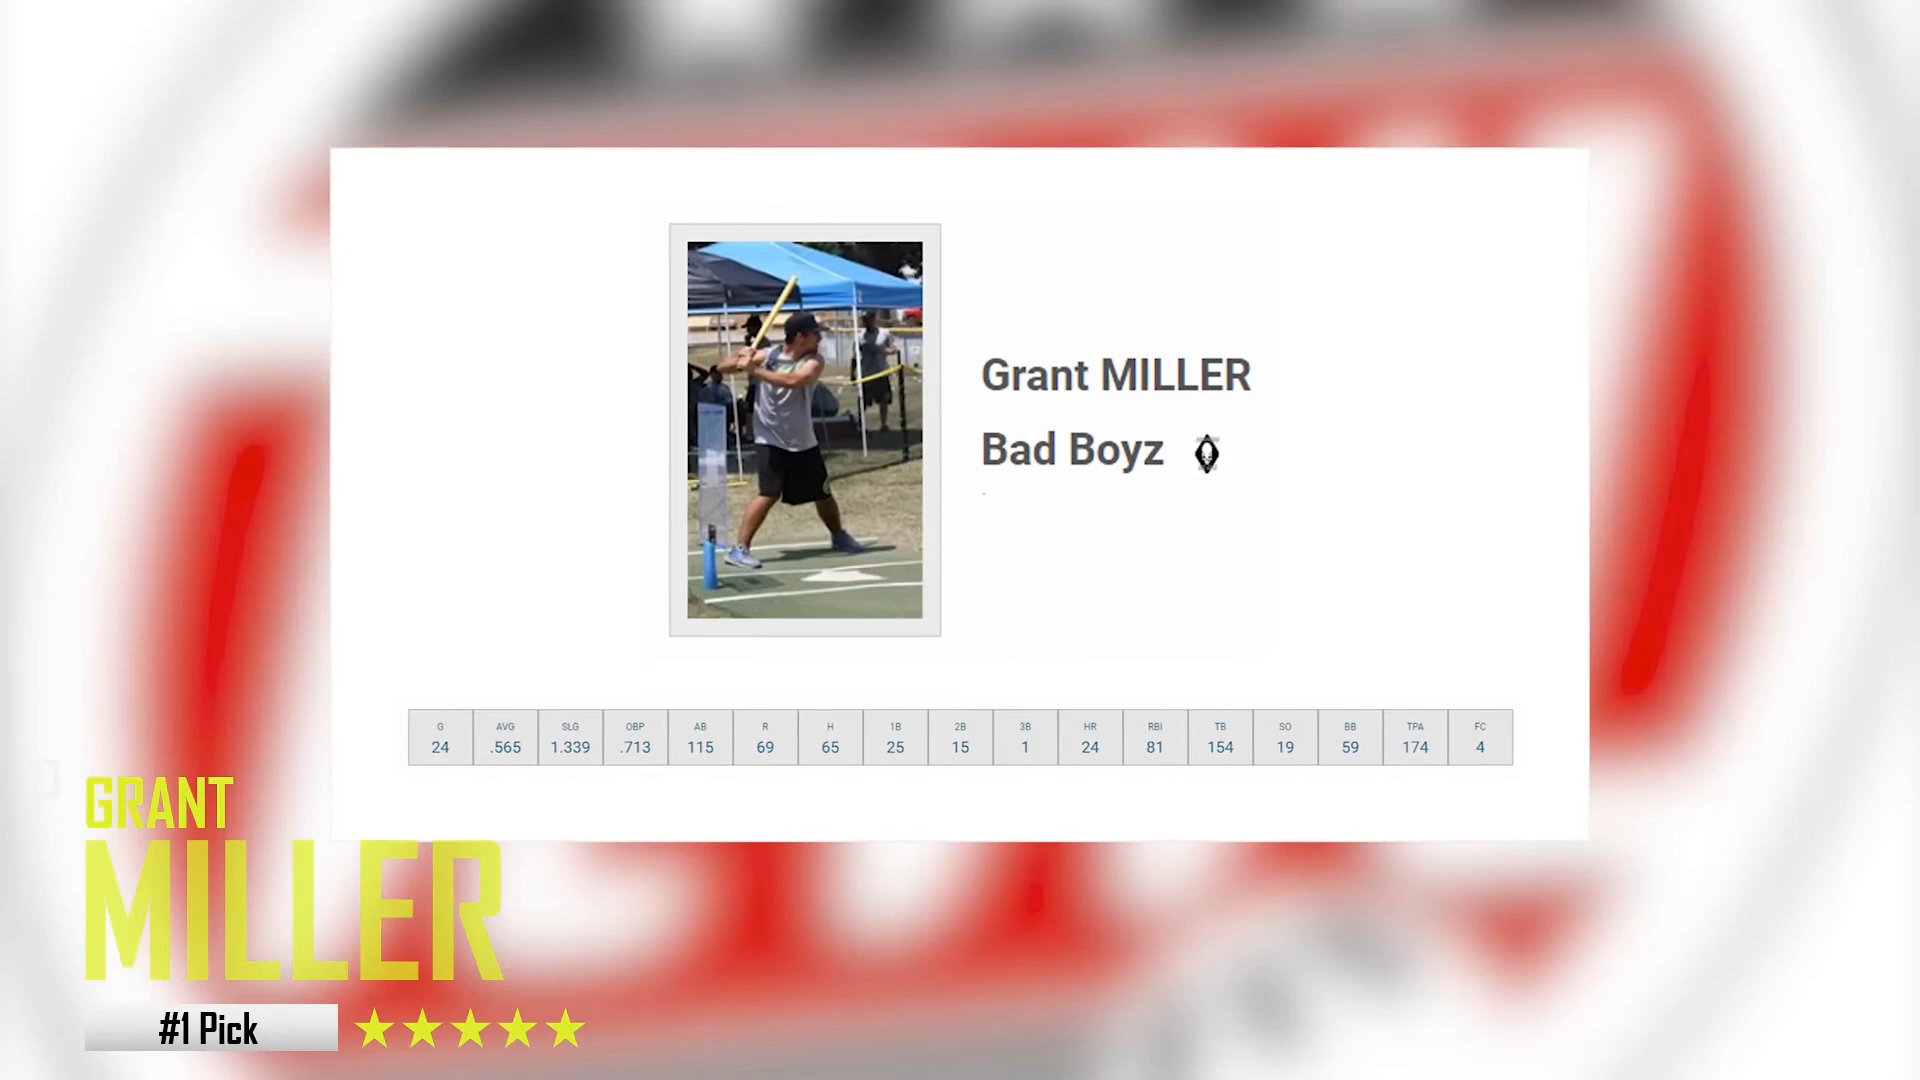 Grant MILLER
Bad Boyz
G AVG SLG OBP AB R H 1B 2B 3B HR RBI TB SO BB TPA FC
24 .565 1.339 .713 115 69 65 25 15 1 24 81 154 19 59 174 4
GRANT
MILLER
#1 Pick